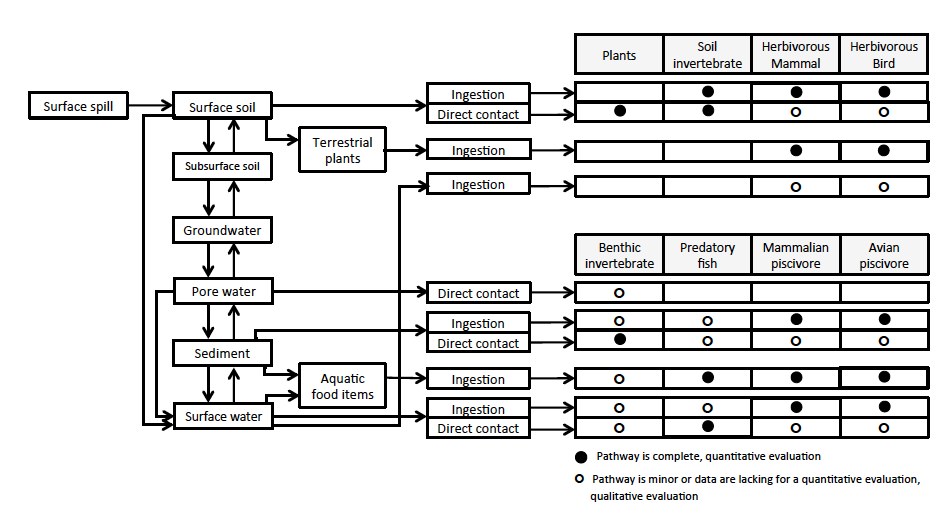 Plants
Soil
invertebrate
Herbivorous
Mammal
Herbivorous
Bird
Surface spill
Surface soil
Ingestion
Direct contact
Terrestrial
plants
Ingestion
Subsurface soil
Ingestion
Groundwater
Benthic
invertebrate
Predatory
fish
Mammalian
piscivore
Avian
piscivore
Pore water
Direct contact
Ingestion
Direct contact
Sediment
Aquatic
food items
Ingestion
Surface water
Ingestion
Direct contact
Pathway is complete, quantitative evaluation
Pathway is minor or data are lacking for a quantitative evaluation,
qualitative evaluation